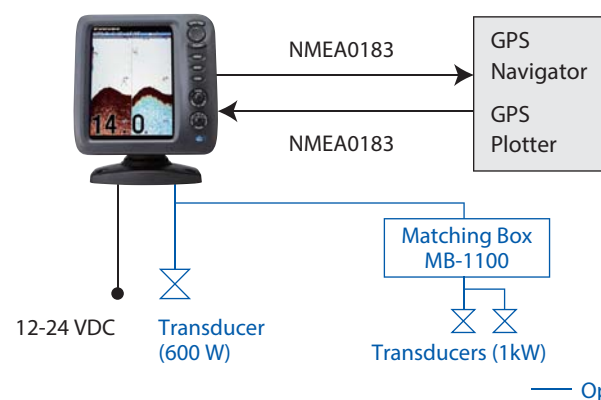 FURUNO
NMEA0183
GPS
Navigator
GPS
Plotter
NMEA0183
14 0.
Matching Box
MB-1100
12-24 VDC
Transducer
(600 W)
Transducers (1kW)